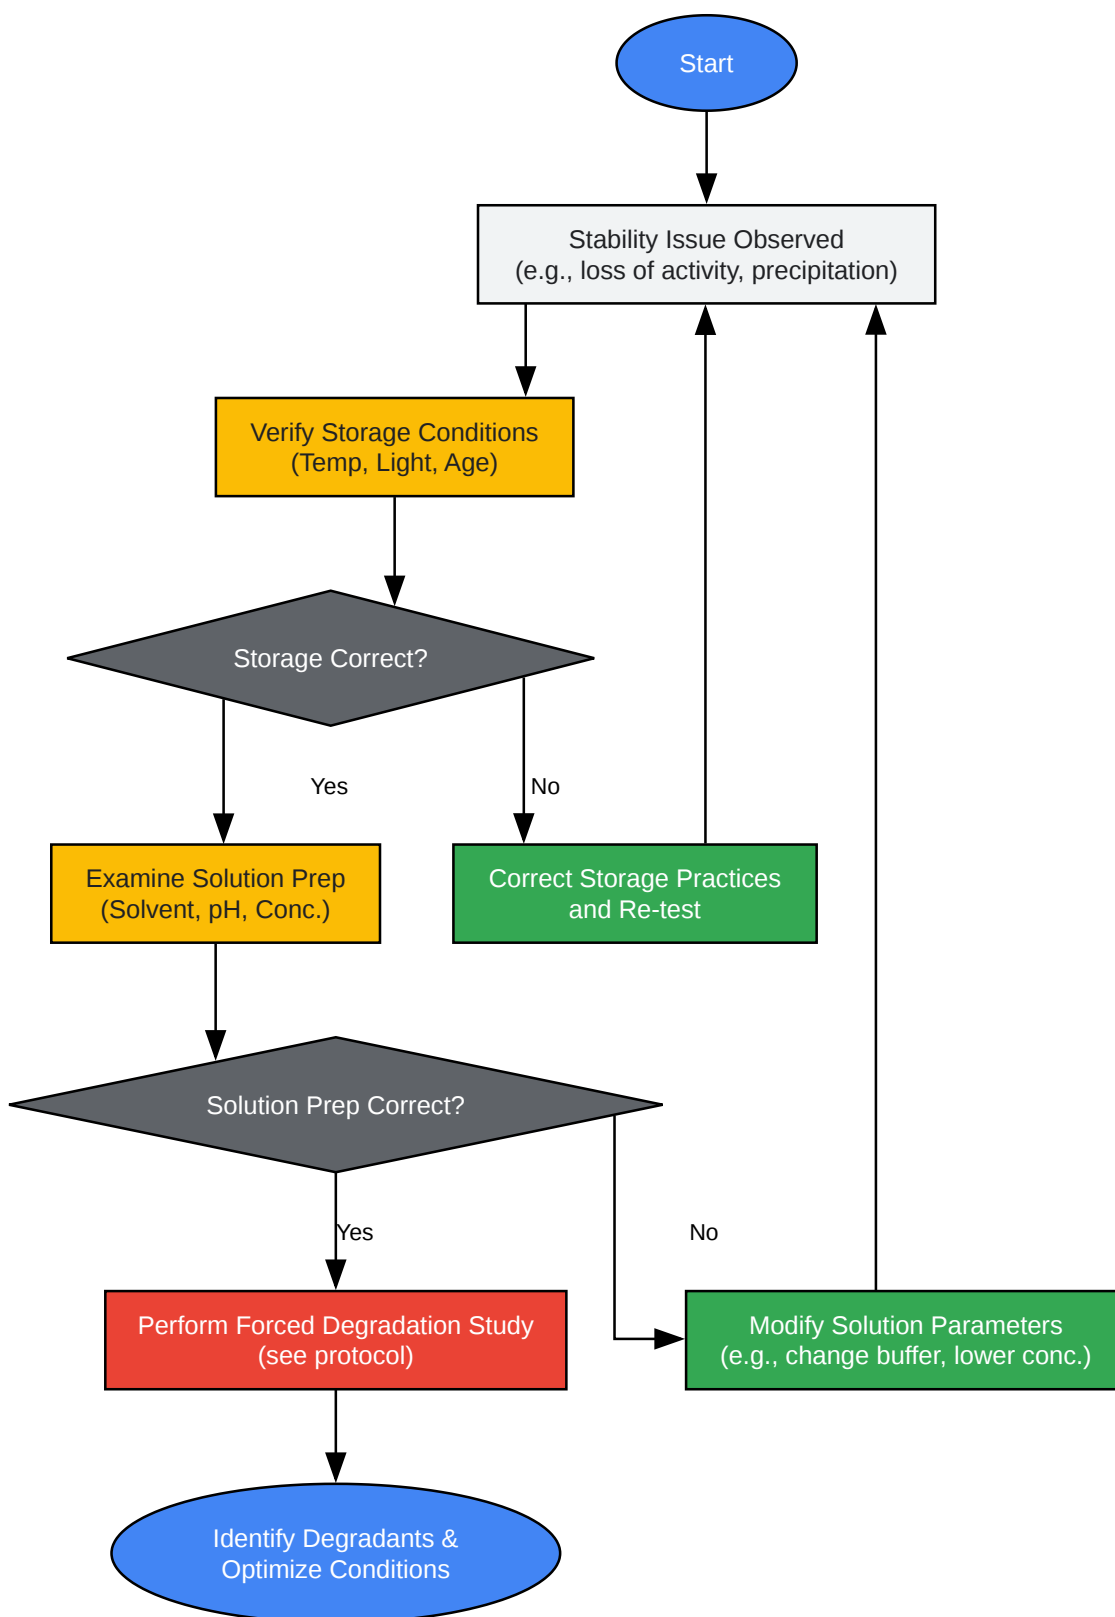 Start
Stability Issue Observed
(e.g., loss of activity, precipitation)
Verify Storage Conditions
(Temp, Light, Age)
Storage Correct?
Yes
No
Examine Solution Prep
(Solvent, pH, Conc.)
Correct Storage Practices
and Re-test
Solution Prep Correct?
Yes
No
Perform Forced Degradation Study
(see protocol)
Modify Solution Parameters
(e.g., change buffer, lower conc.)
Identify Degradants &
Optimize Conditions